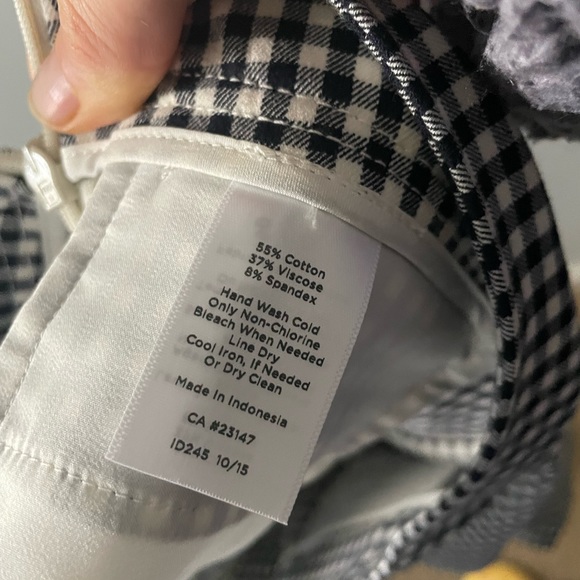 55% Cotton
37% Viscose
8% Spandex
Hand Wash Cold
Only Non-Chlorine
Bleach When Needed
Line Dry
Cool Iron, If Needed
Or Dry Clean
Made In Indonesia
CA #23147
ID245 10/15